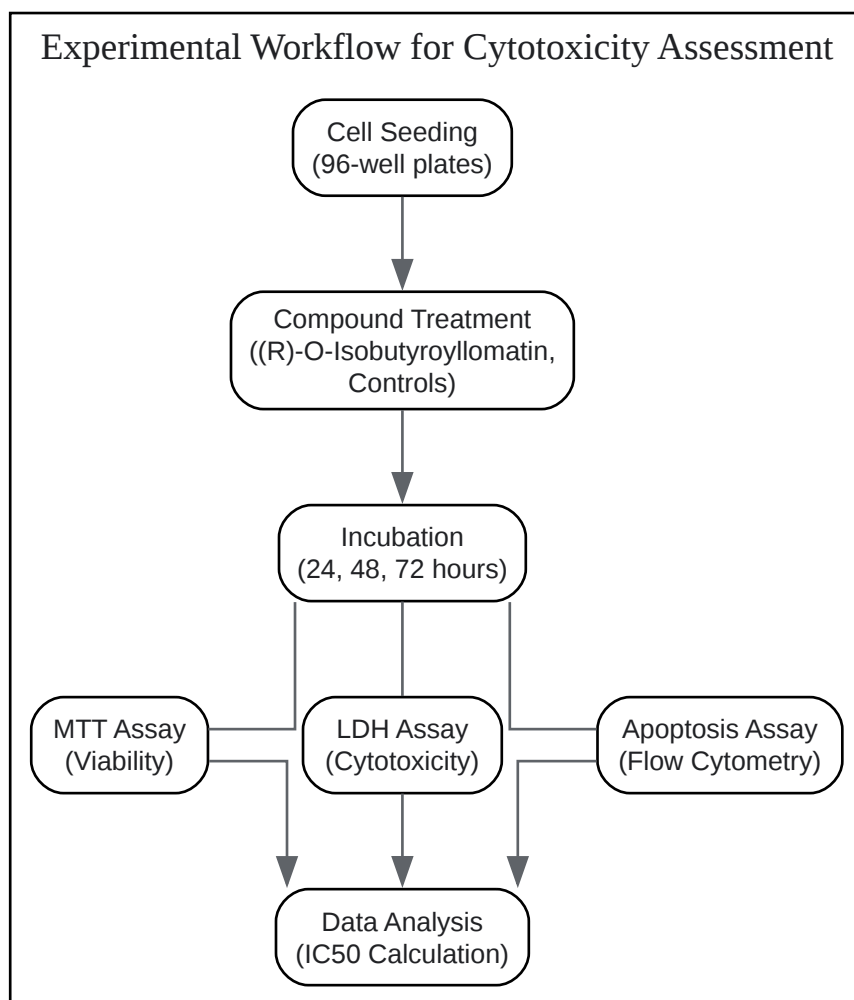 Experimental Workflow for Cytotoxicity Assessment
Cell Seeding
(96-well plates)
Compound Treatment
((R)-O-Isobutyroyllomatin,
Controls)
Incubation
(24, 48, 72 hours)
MTT Assay
(Viability)
LDH Assay
(Cytotoxicity)
Apoptosis Assay
(Flow Cytometry)
Data Analysis
(IC50 Calculation)